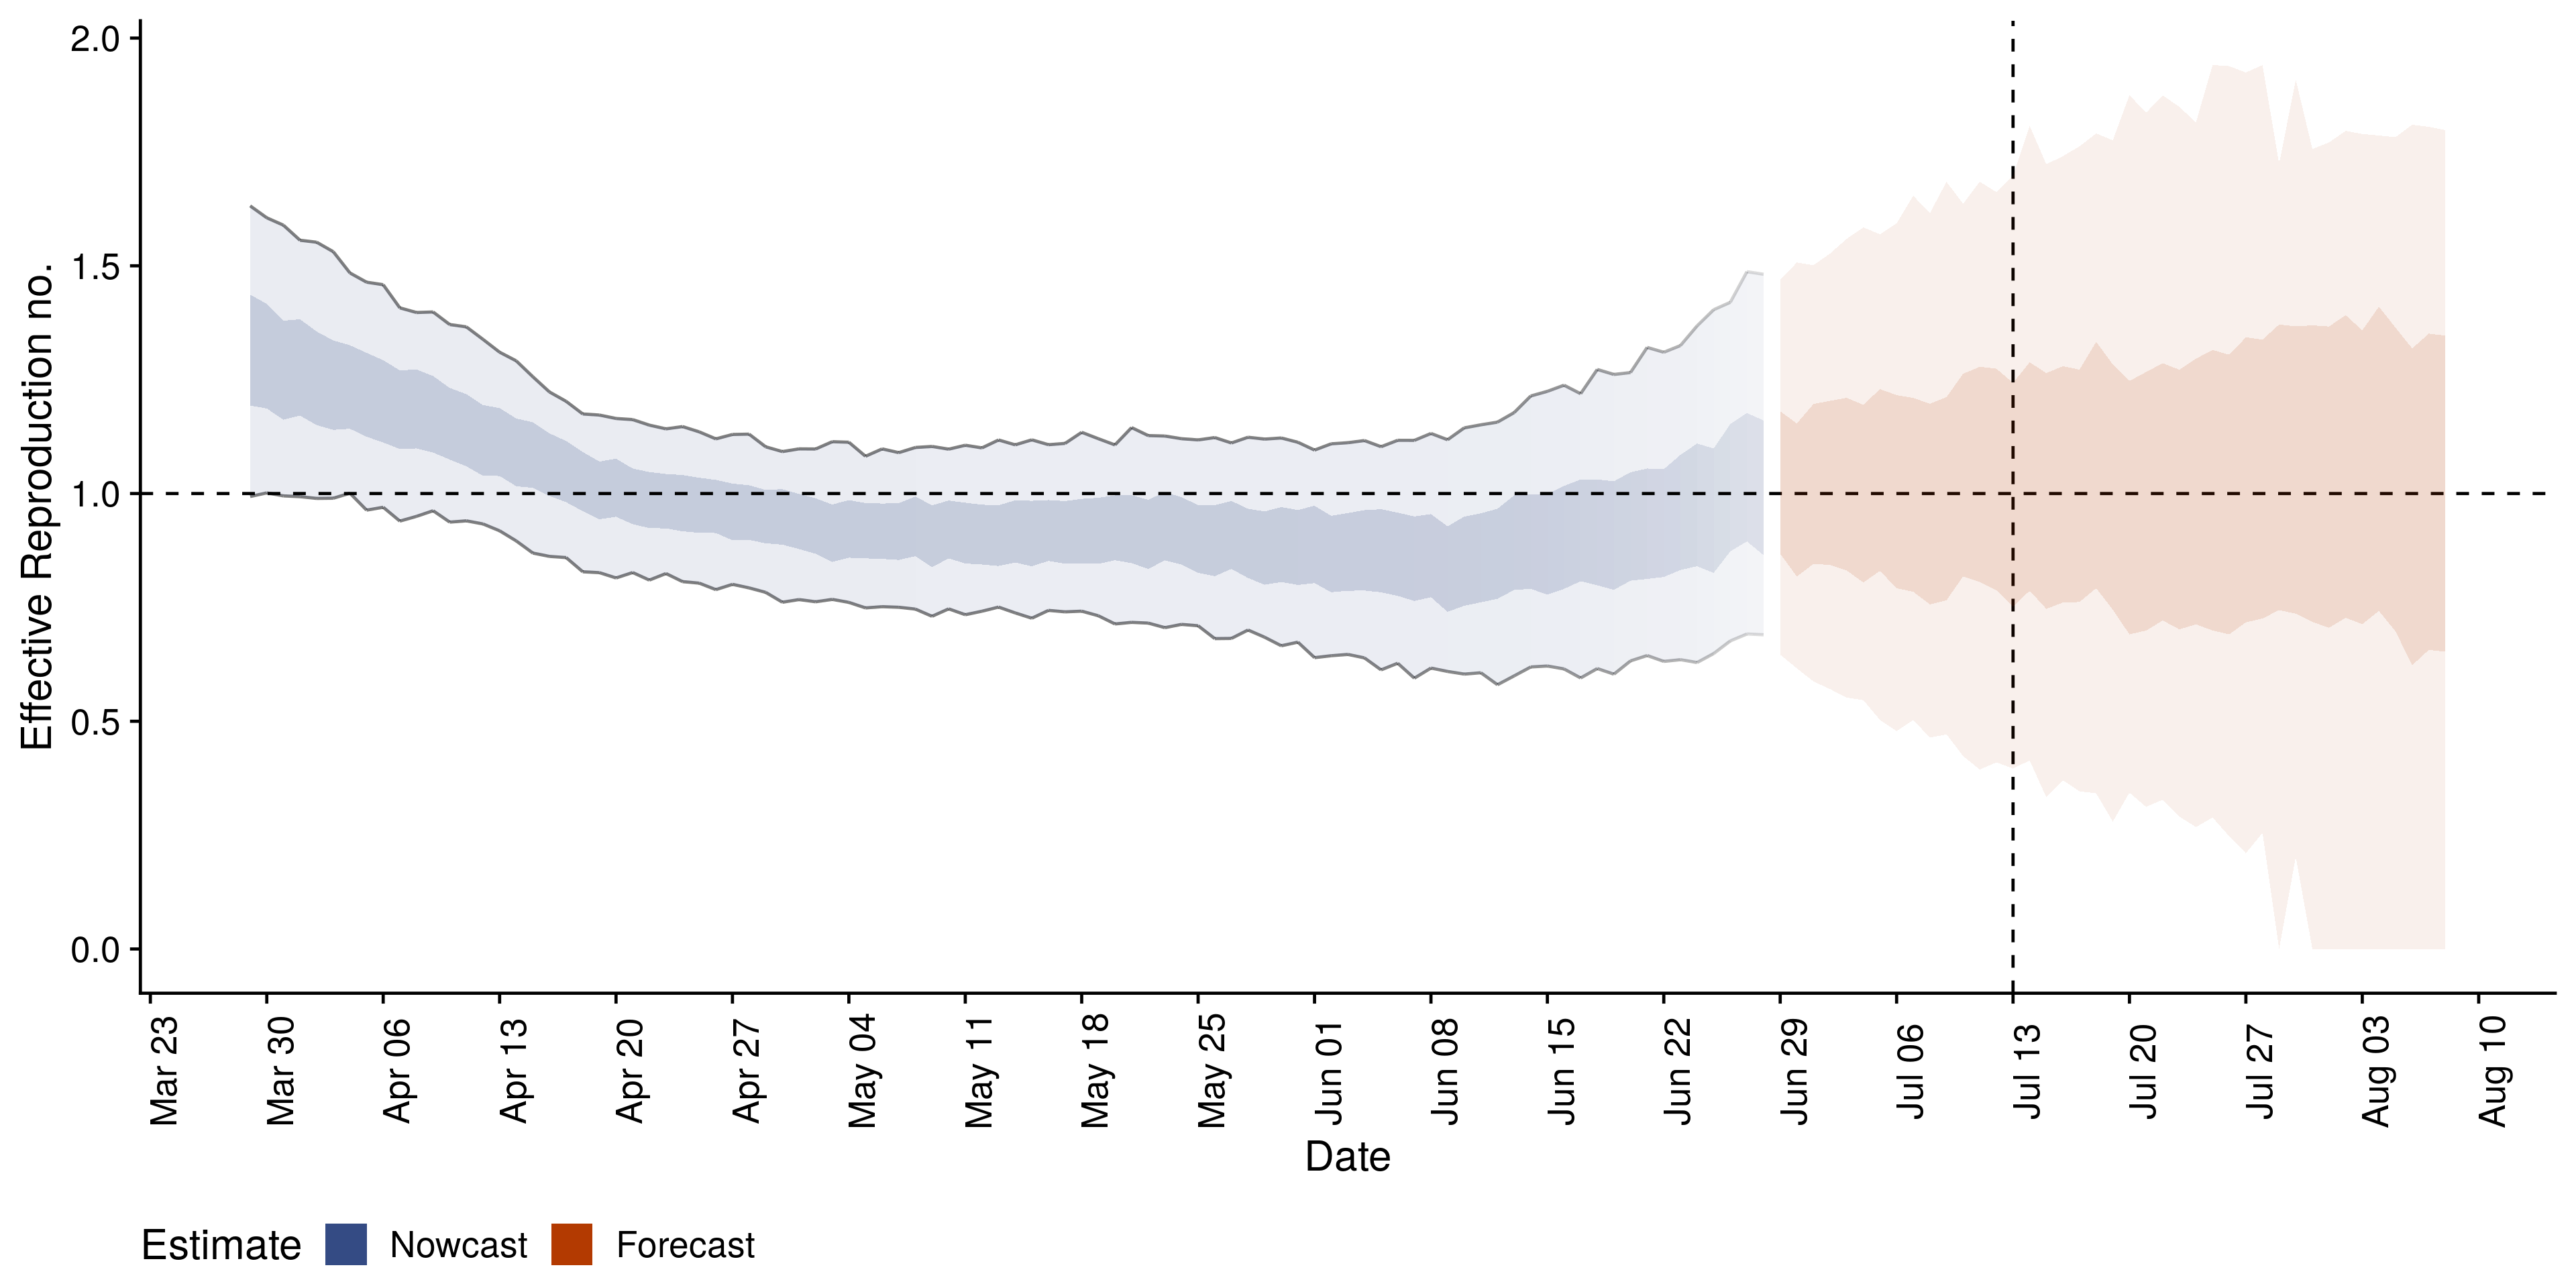 Effective Reproduction no.
2.0
1.5
1.0
0.5
0.0
Mar 23
Mar 30
Apr 06
Apr 13
Apr 20
Apr 27
May 04
May 11
May 18
May 25
Jun 01
Jun 08
Jun 15
Jun 22
Jun 29
Jul 06
Jul 13
Jul 20
Jul 27
Aug 03
Aug 10
Date
Estimate Nowcast Forecast